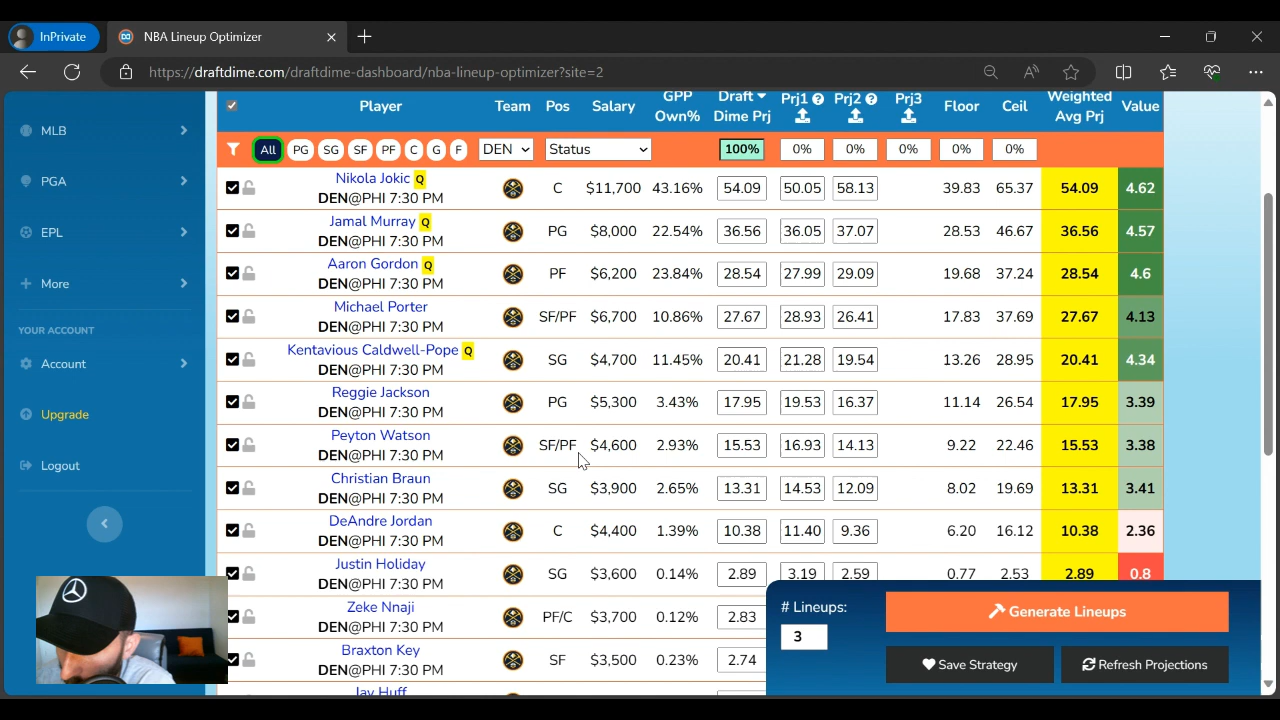 InPrivate
NBA Lineup Optimizer
https://draftdime.com/draftdime-dashboard/nba-lineup-optimizer?site=2
MLB
PGA
EPL
More
YOUR ACCOUNT
Account
Upgrade
Logout
Player Team Pos Salary GPP Own% Draft Dime Prj Prj1 Prj2 Prj3 Floor Ceil Weighted Avg Prj Value
All PG SG SF PF C G F DEN Status 100% 0% 0% 0% 0% 0%
Nikola Jokic Q
DEN@PHI 7:30 PM C $11,700 43.16% 54.09 50.05 58.13 39.83 65.37 54.09 4.62
Jamal Murray Q
DEN@PHI 7:30 PM PG $8,000 22.54% 36.56 36.05 37.07 28.53 46.67 36.56 4.57
Aaron Gordon Q
DEN@PHI 7:30 PM PF $6,200 23.84% 28.54 27.99 29.09 19.68 37.24 28.54 4.6
Michael Porter
DEN@PHI 7:30 PM SF/PF $6,700 10.86% 27.67 28.93 26.41 17.83 37.69 27.67 4.13
Kentavious Caldwell-Pope Q
DEN@PHI 7:30 PM SG $4,700 11.45% 20.41 21.28 19.54 13.26 28.95 20.41 4.34
Reggie Jackson
DEN@PHI 7:30 PM PG $5,300 3.43% 17.95 19.53 16.37 11.14 26.54 17.95 3.39
Peyton Watson
DEN@PHI 7:30 PM SF/PF $4,600 2.93% 15.53 16.93 14.13 9.22 22.46 15.53 3.38
Christian Braun
DEN@PHI 7:30 PM SG $3,900 2.65% 13.31 14.53 12.09 8.02 19.69 13.31 3.41
DeAndre Jordan
DEN@PHI 7:30 PM C $4,400 1.39% 10.38 11.40 9.36 6.20 16.12 10.38 2.36
Justin Holiday
DEN@PHI 7:30 PM SG $3,600 0.14% 2.89 3.19 2.59 0.77 2.53 2.89 0.8
Zeke Nnaji
DEN@PHI 7:30 PM PF/C $3,700 0.12% 2.83
Braxton Key
DEN@PHI 7:30 PM SF $3,500 0.23% 2.74
Jay Huff
# Lineups:
3
Generate Lineups
Save Strategy
Refresh Projections